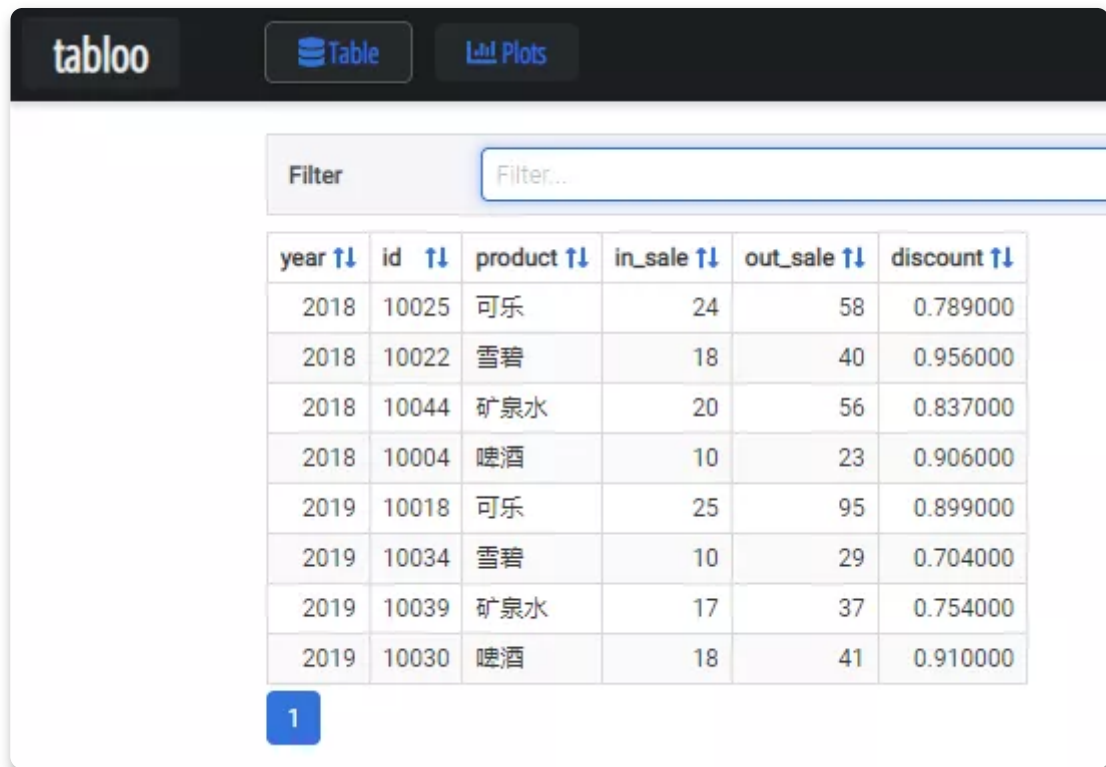 tabloo Table Plots
Filter Filter...
year id product in_sale out_sale discount
2018 10025 可乐 24 58 0.789000
2018 10022 雪碧 18 40 0.956000
2018 10044 矿泉水 20 56 0.837000
2018 10004 啤酒 10 23 0.906000
2019 10018 可乐 25 95 0.899000
2019 10034 雪碧 10 29 0.704000
2019 10039 矿泉水 17 37 0.754000
2019 10030 啤酒 18 41 0.910000
1